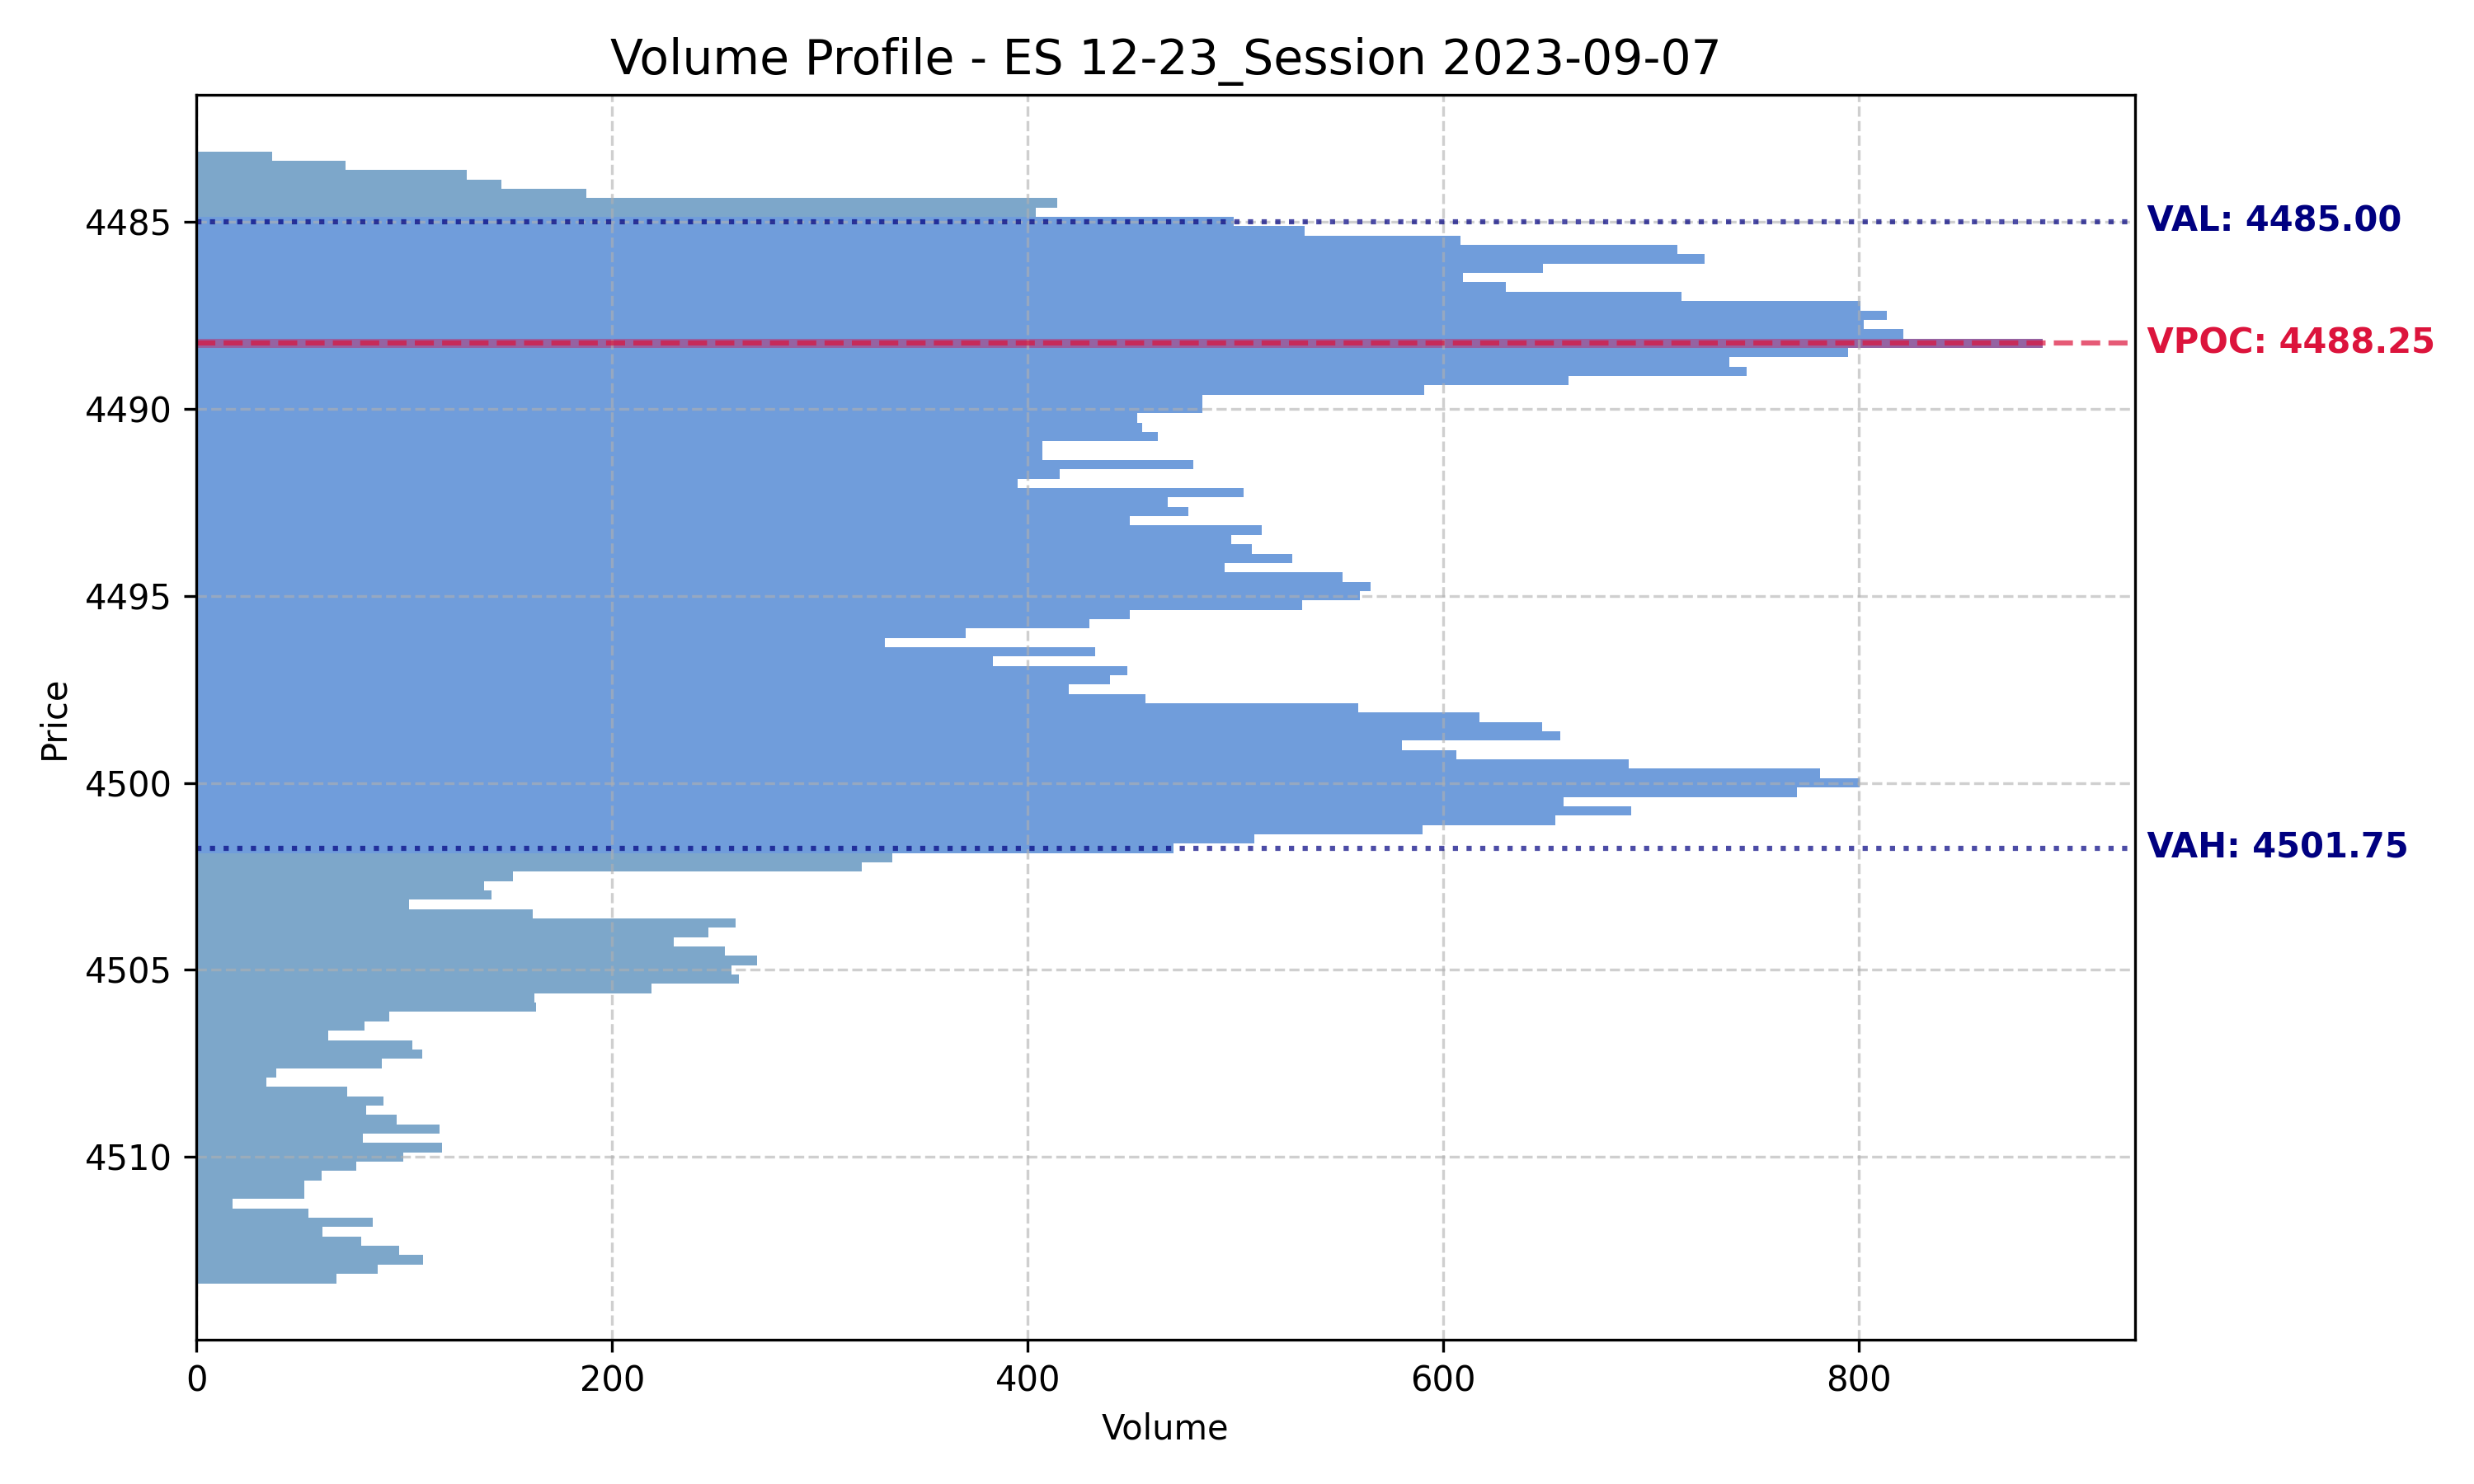 Volume Profile - ES 12-23_Session 2023-09-07
4485
VAL: 4485.00
VPOC: 4488.25
4490
4495
Price
4500
VAH: 4501.75
4505
4510
0 200 400 600 800
Volume